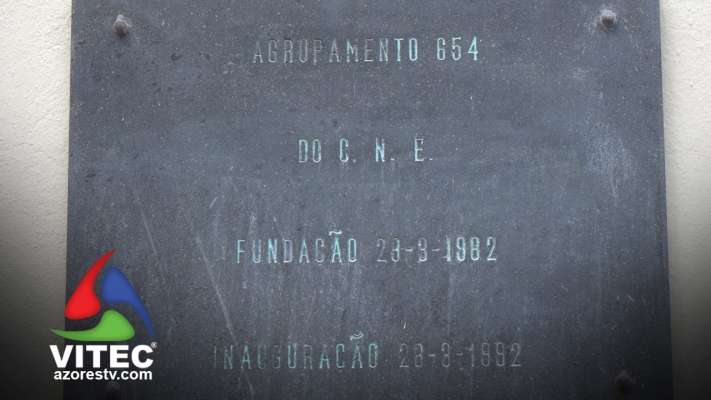 AGRUPAMENTO 654
DO C. N. E.
FUNDAÇÃO 28-3-1982
INAUGURAÇÃO 28-3-1992
VITEC®
azorestv.com